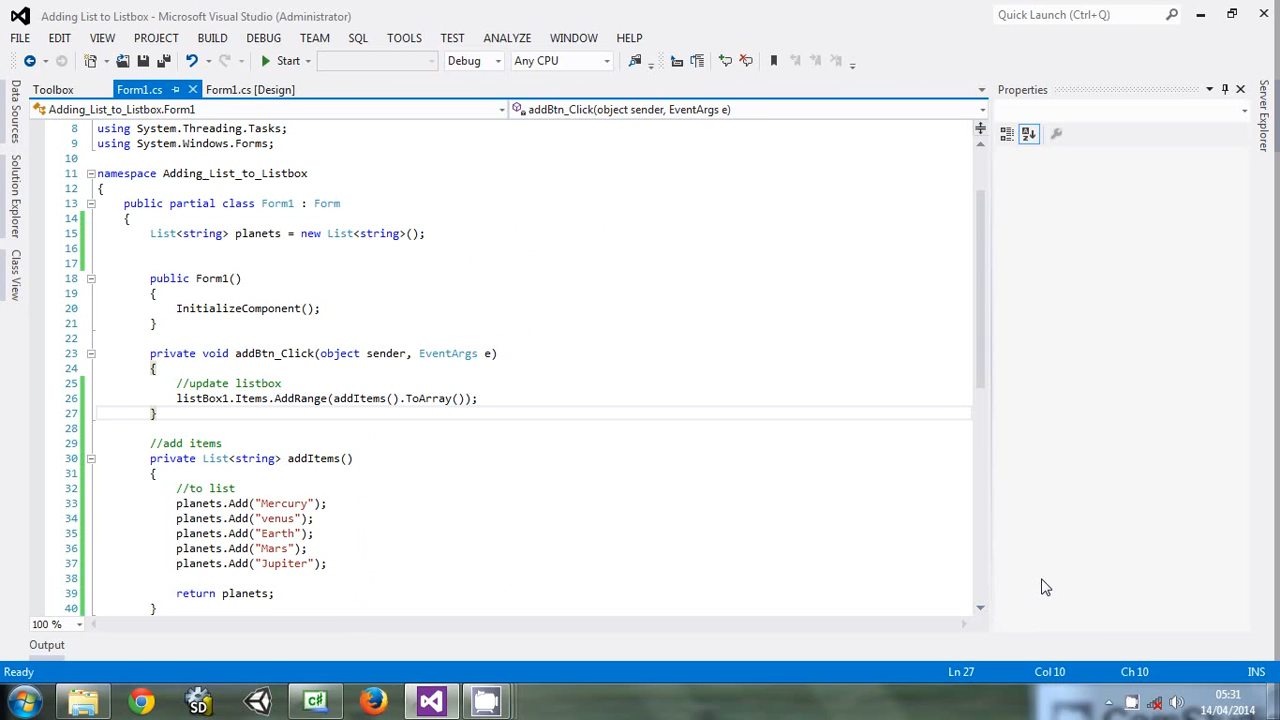 Adding List to Listbox - Microsoft Visual Studio (Administrator)
Quick Launch (Ctrl+Q)
FILE EDIT VIEW PROJECT BUILD DEBUG TEAM SQL TOOLS TEST ANALYZE WINDOW HELP
Start Debug Any CPU
Toolbox Form1.cs Form1.cs [Design]
Properties
Adding_List_to_Listbox.Form1 addBtn_Click(object sender, EventArgs e)
Data Sources
Solution Explorer
Class View
Server Explorer
8 using System.Threading.Tasks;
9 using System.Windows.Forms;
10
11 namespace Adding_List_to_Listbox
12 {
13 public partial class Form1 : Form
14 {
15 List<string> planets = new List<string>();
16
17
18 public Form1()
19 {
20 InitializeComponent();
21 }
22
23 private void addBtn_Click(object sender, EventArgs e)
24 {
25 //update listbox
26 listBox1.Items.AddRange(addItems().ToArray());
27 }
28
29 //add items
30 private List<string> addItems()
31 {
32 //to list
33 planets.Add("Mercury");
34 planets.Add("venus");
35 planets.Add("Earth");
36 planets.Add("Mars");
37 planets.Add("Jupiter");
38
39 return planets;
40 }
100 %
Output
Ready Ln 27 Col 10 Ch 10 INS
C#
SD
05:31
14/04/2014